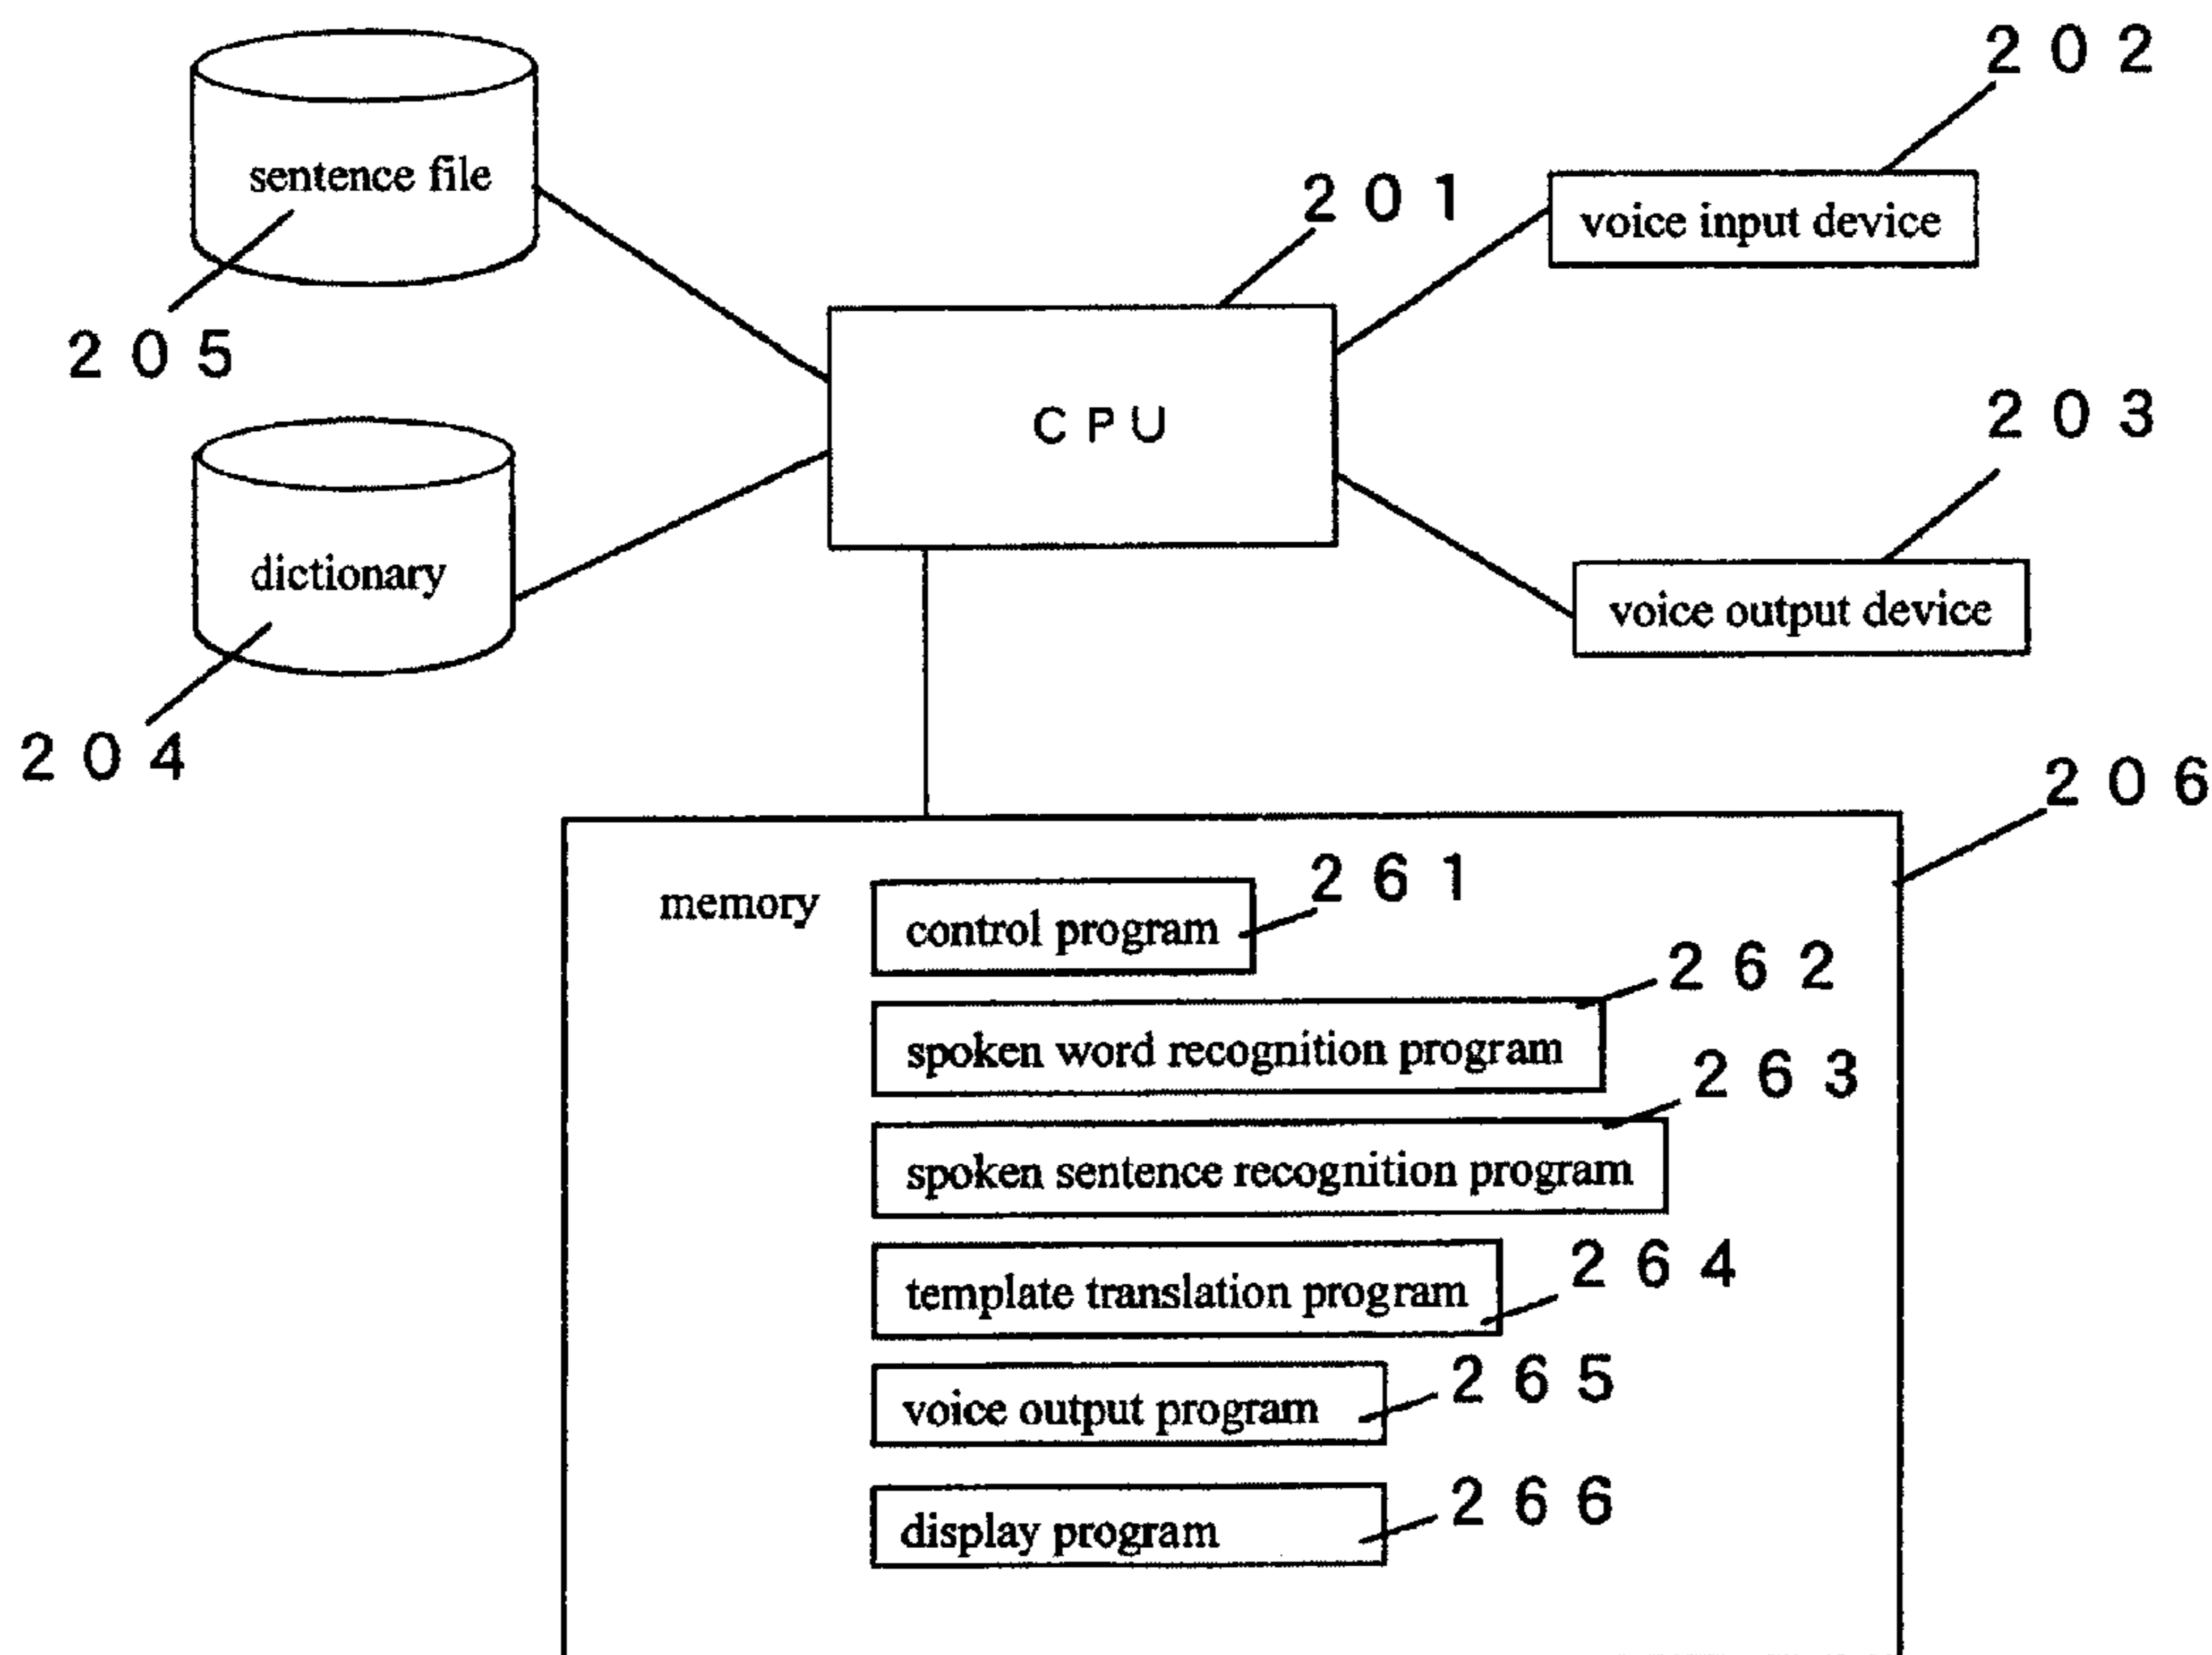 202
sentence file
201
voice input device
205
CPU
203
dictionary
voice output device
204
206
memory
261
control program
262
spoken word recognition program
263
spoken sentence recognition program
264
template translation program
265
voice output program
266
display program